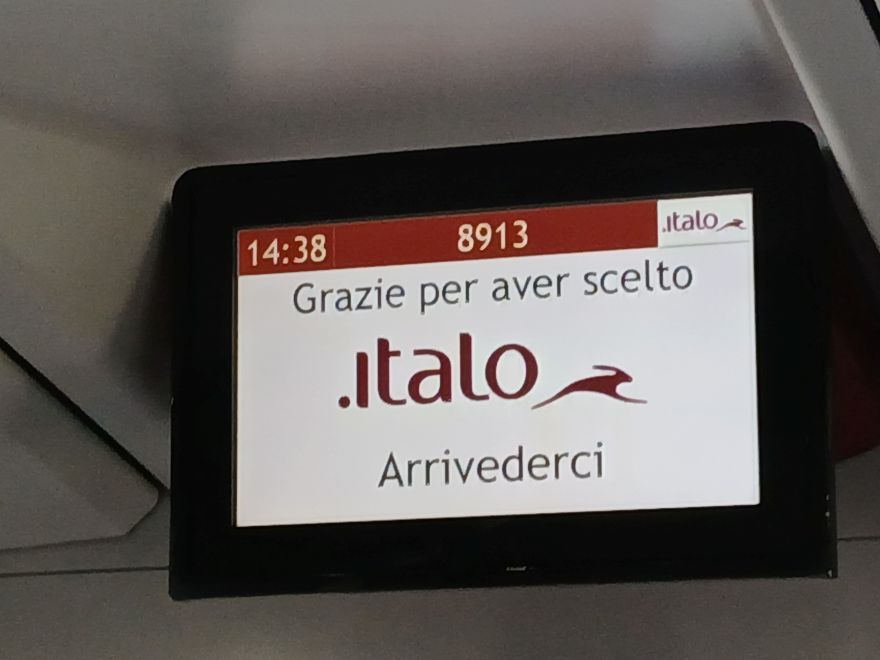 14:38 8913 .italo
Grazie per aver scelto
.italo
Arrivederci